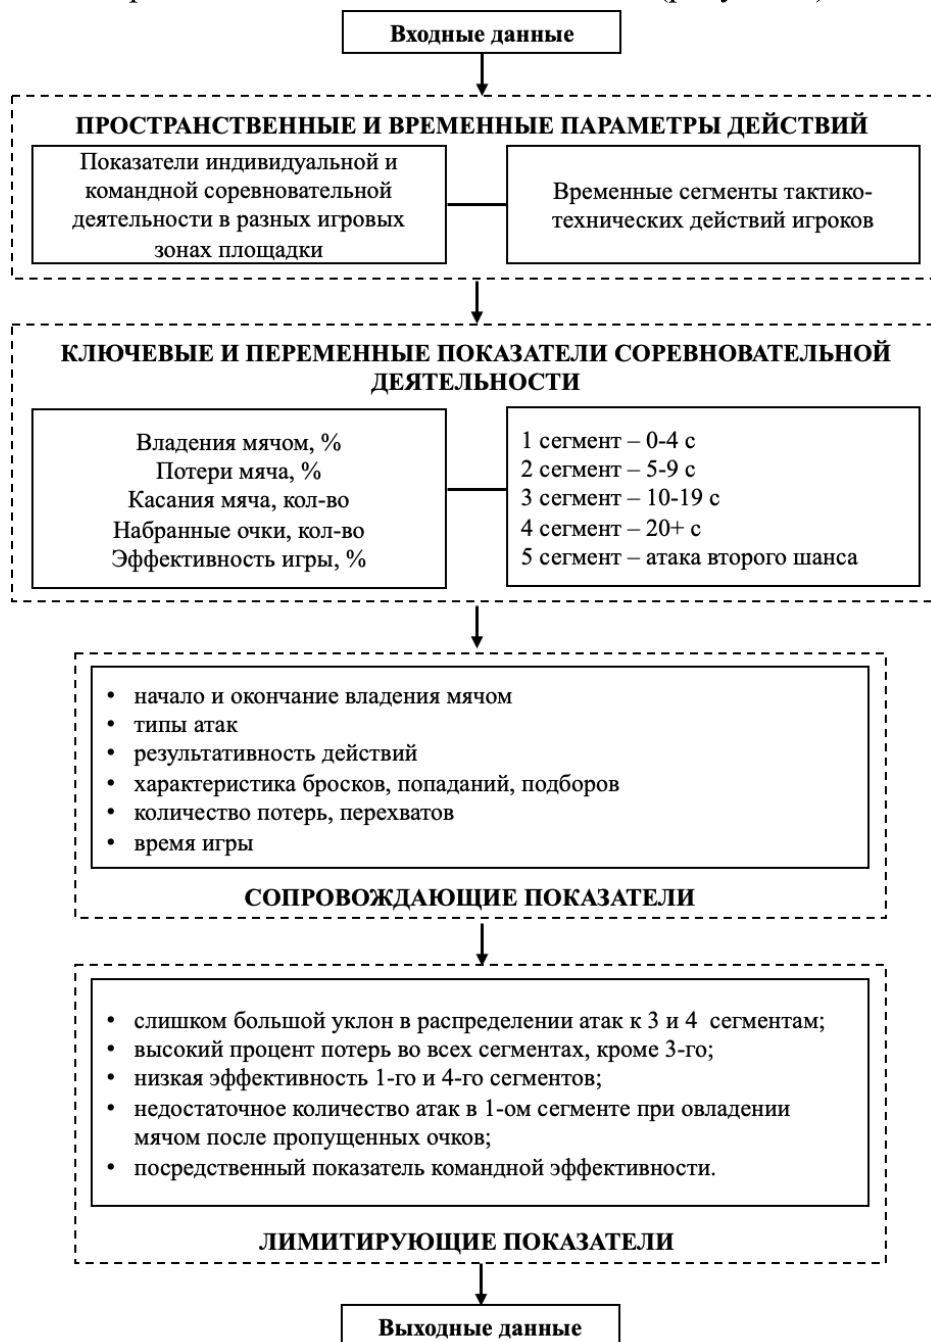 Входные данные
ПРОСТРАНСТВЕННЫЕ И ВРЕМЕННЫЕ ПАРАМЕТРЫ ДЕЙСТВИЙ
Показатели индивидуальной и
командной соревновательной
деятельности в разных игровых
зонах площадки
Временные сегменты тактико-
технических действий игроков
КЛЮЧЕВЫЕ И ПЕРЕМЕННЫЕ ПОКАЗАТЕЛИ СОРЕВНОВАТЕЛЬНОЙ
ДЕЯТЕЛЬНОСТИ
Владения мячом, %
Потери мяча, %
Касания мяча, кол-во
Набранные очки, кол-во
Эффективность игры, %
1 сегмент – 0-4 с
2 сегмент – 5-9 с
3 сегмент – 10-19 с
4 сегмент – 20+ с
5 сегмент – атака второго шанса
• начало и окончание владения мячом
• типы атак
• результативность действий
• характеристика бросков, попаданий, подборов
• количество потерь, перехватов
• время игры
СОПРОВОЖДАЮЩИЕ ПОКАЗАТЕЛИ
• слишком большой уклон в распределении атак к 3 и 4 сегментам;
• высокий процент потерь во всех сегментах, кроме 3-го;
• низкая эффективность 1-го и 4-го сегментов;
• недостаточное количество атак в 1-ом сегменте при овладении
мячом после пропущенных очков;
• посредственный показатель командной эффективности.
ЛИМИТИРУЮЩИЕ ПОКАЗАТЕЛИ
Выходные данные